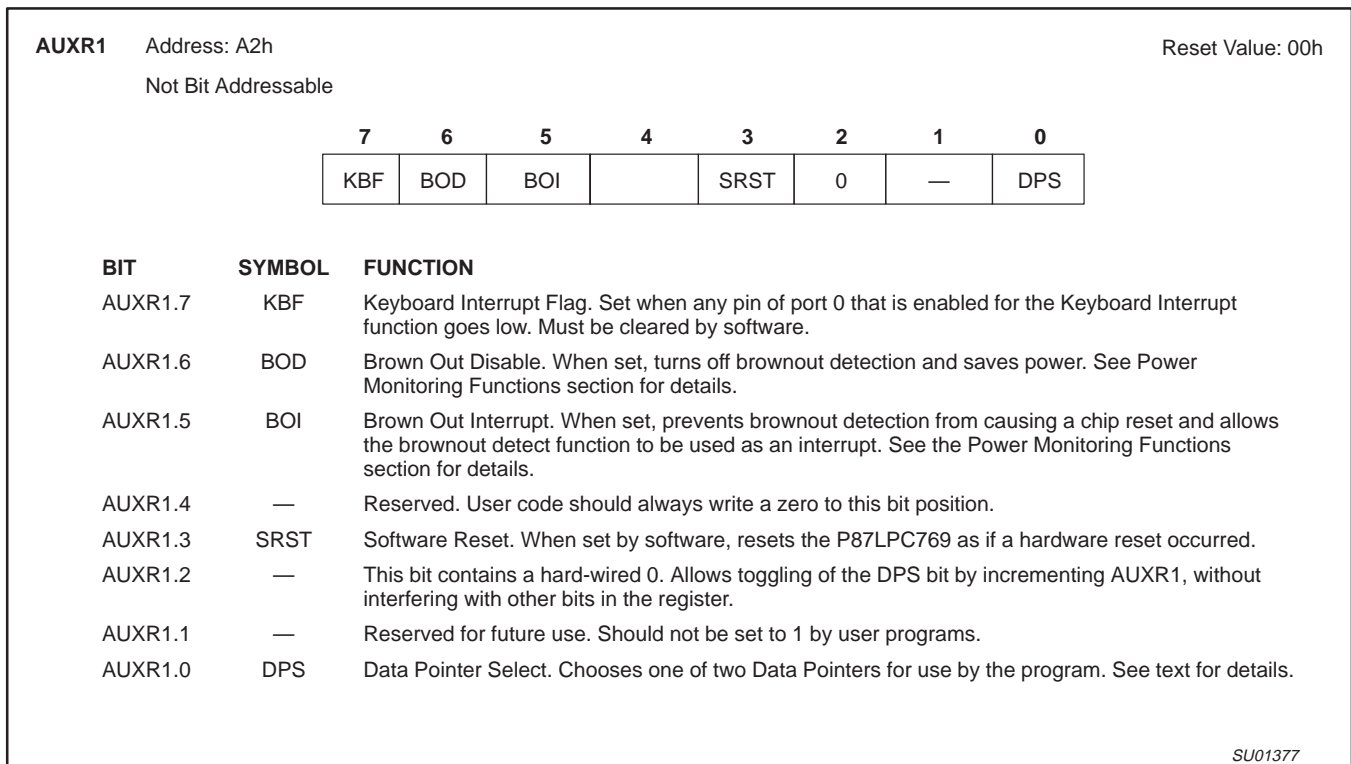 AUXR1 Address: A2h Reset Value: 00h
Not Bit Addressable
7 6 5 4 3 2 1 0
KBF BOD BOI SRST 0 — DPS
BIT SYMBOL FUNCTION
AUXR1.7 KBF Keyboard Interrupt Flag. Set when any pin of port 0 that is enabled for the Keyboard Interrupt
function goes low. Must be cleared by software.
AUXR1.6 BOD Brown Out Disable. When set, turns off brownout detection and saves power. See Power
Monitoring Functions section for details.
AUXR1.5 BOI Brown Out Interrupt. When set, prevents brownout detection from causing a chip reset and allows
the brownout detect function to be used as an interrupt. See the Power Monitoring Functions
section for details.
AUXR1.4 — Reserved. User code should always write a zero to this bit position.
AUXR1.3 SRST Software Reset. When set by software, resets the P87LPC769 as if a hardware reset occurred.
AUXR1.2 — This bit contains a hard-wired 0. Allows toggling of the DPS bit by incrementing AUXR1, without
interfering with other bits in the register.
AUXR1.1 — Reserved for future use. Should not be set to 1 by user programs.
AUXR1.0 DPS Data Pointer Select. Chooses one of two Data Pointers for use by the program. See text for details.
SU01377